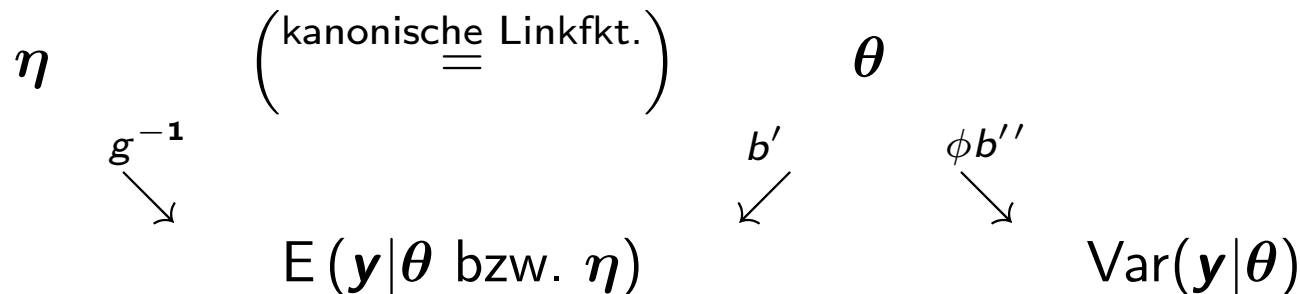 η ( kanonische Linkfkt. = ) θ
g⁻¹ b′ ϕb′′
E (y|θ bzw. η) Var(y|θ)